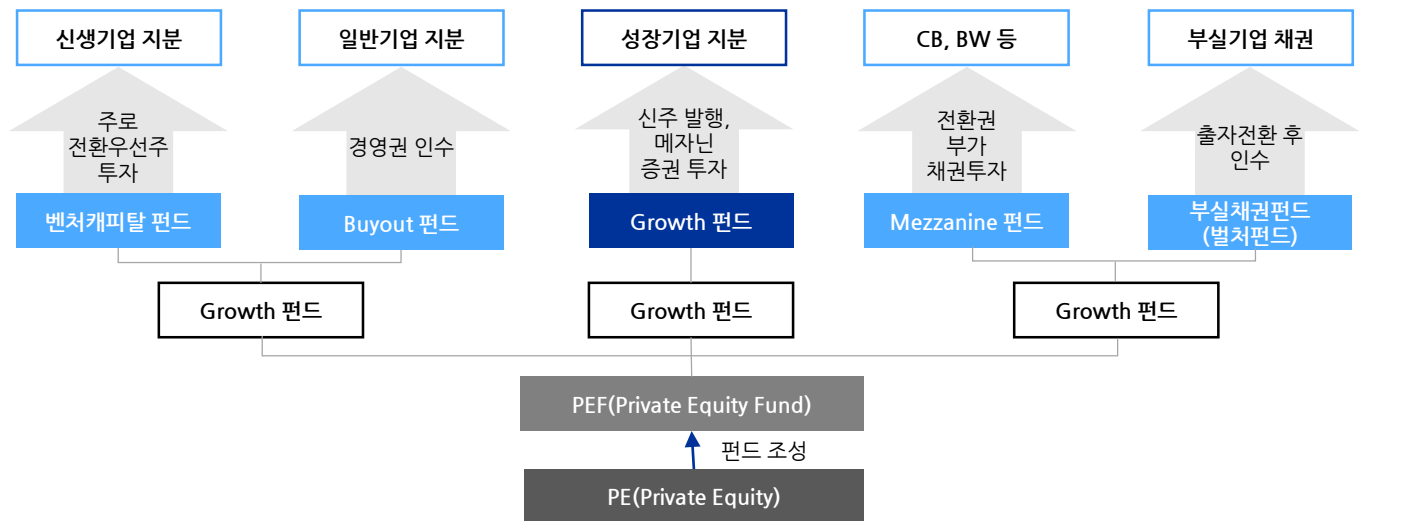 신생기업 지분
일반기업 지분
성장기업 지분
CB, BW 등
부실기업 채권
주로
전환우선주
투자
경영권 인수
신주 발행,
메자닌
증권 투자
전환권
부가
채권투자
출자전환 후
인수
벤처캐피탈 펀드
Buyout 펀드
Growth 펀드
Mezzanine 펀드
부실채권펀드
(벌처펀드)
Growth 펀드
Growth 펀드
Growth 펀드
PEF(Private Equity Fund)
펀드 조성
PE(Private Equity)